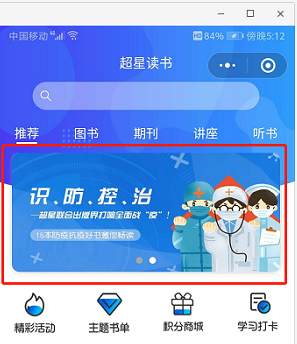 中国移动 4G 84% 傍晚5:12
超星读书
推荐 图书 期刊 讲座 听书
识.防.控.治
—超星联合出版界打响全面战“疫”!
15本防疫抗疫好书邀您畅读
精彩活动 主题书单 积分商城 学习打卡